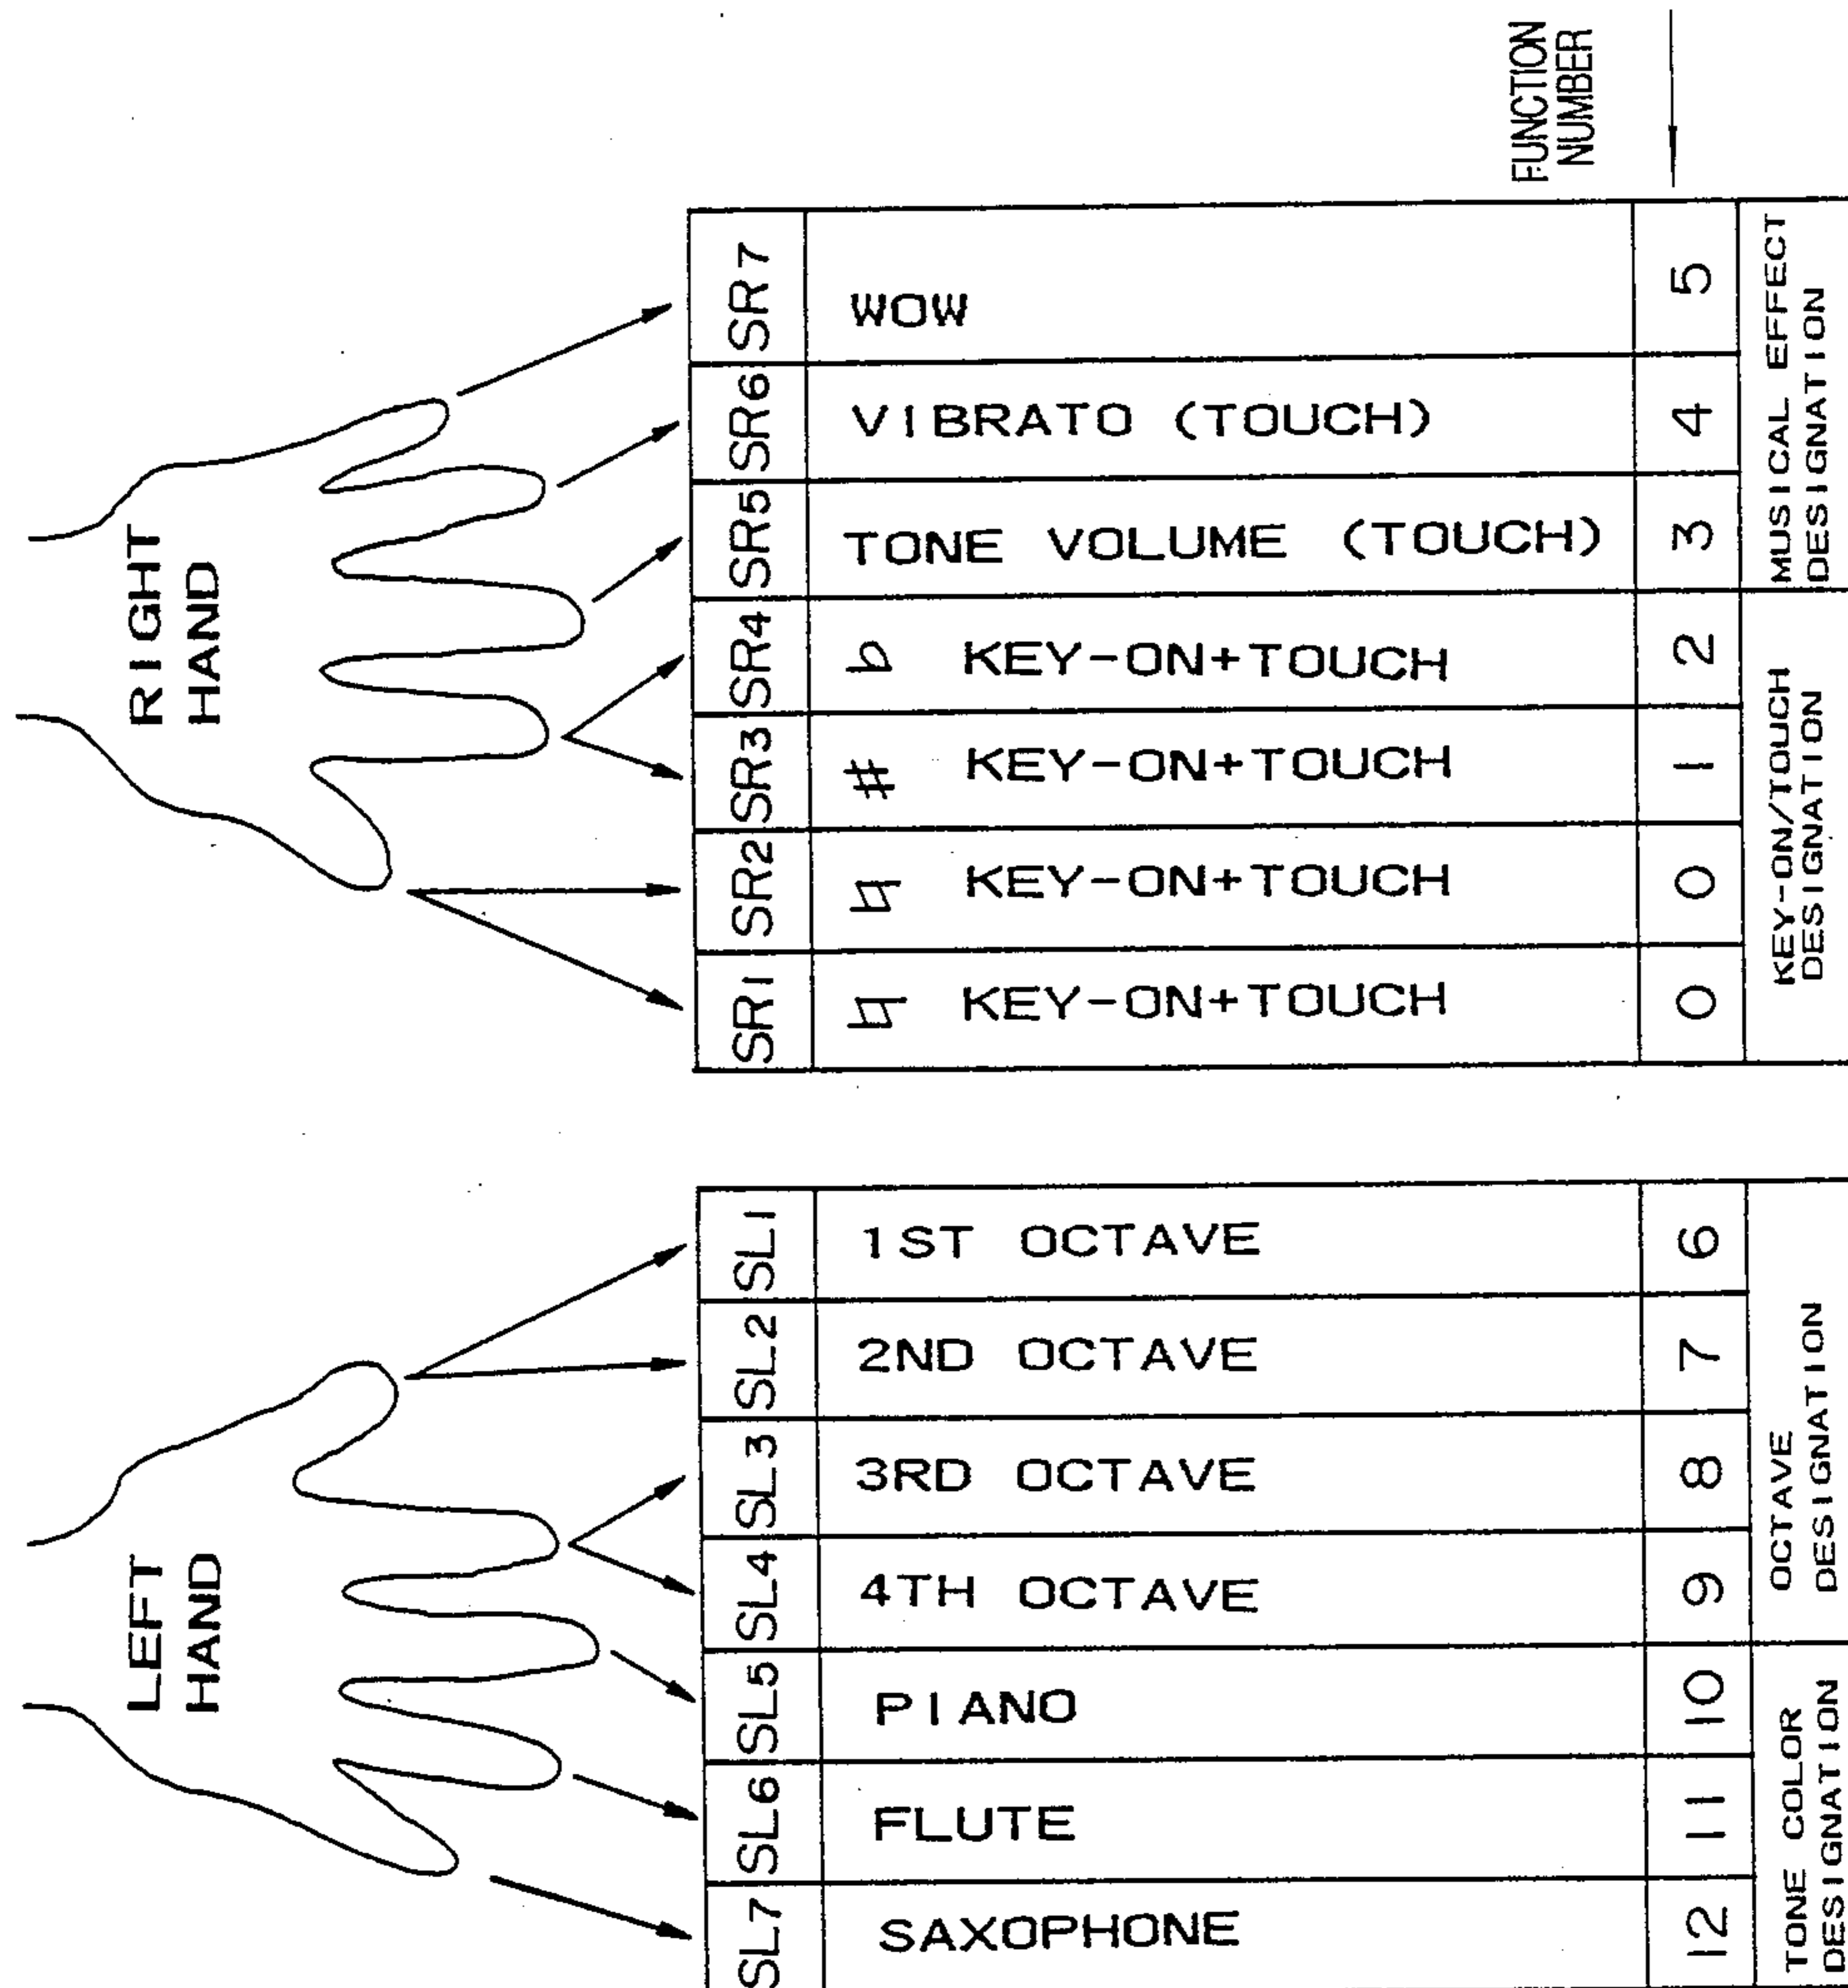 FUNCTION
NUMBER
RIGHT
HAND
SR7 WOW 5
SR6 VIBRATO (TOUCH) 4
SR5 TONE VOLUME (TOUCH) 3
SR4 ♭ KEY-ON+TOUCH 2
SR3 # KEY-ON+TOUCH 1
SR2 ♮ KEY-ON+TOUCH 0
SR1 ♮ KEY-ON+TOUCH 0
MUSICAL EFFECT
DESIGNATION
KEY-ON/TOUCH
DESIGNATION
LEFT
HAND
SL1 1ST OCTAVE 6
SL2 2ND OCTAVE 7
SL3 3RD OCTAVE 8
SL4 4TH OCTAVE 9
SL5 PIANO 10
SL6 FLUTE 11
SL7 SAXOPHONE 12
OCTAVE
DESIGNATION
TONE COLOR
DESIGNATION